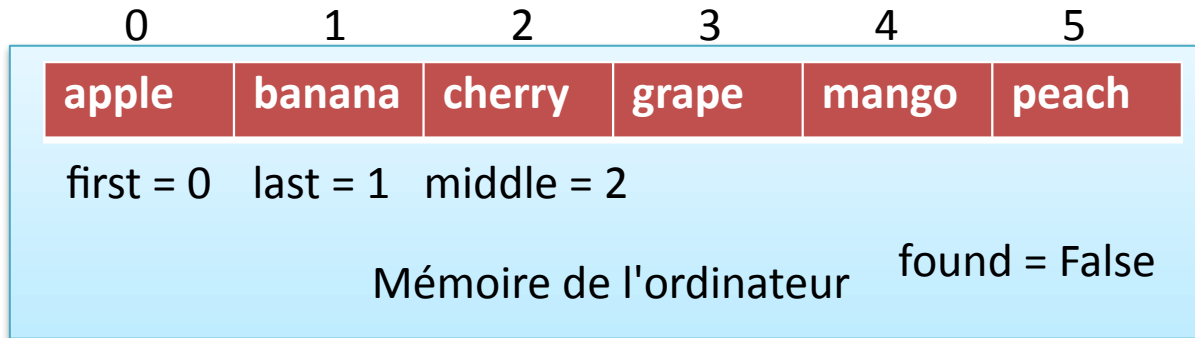 0 1 2 3 4 5
apple banana cherry grape mango peach
first = 0 last = 1 middle = 2
found = False
Mémoire de l'ordinateur